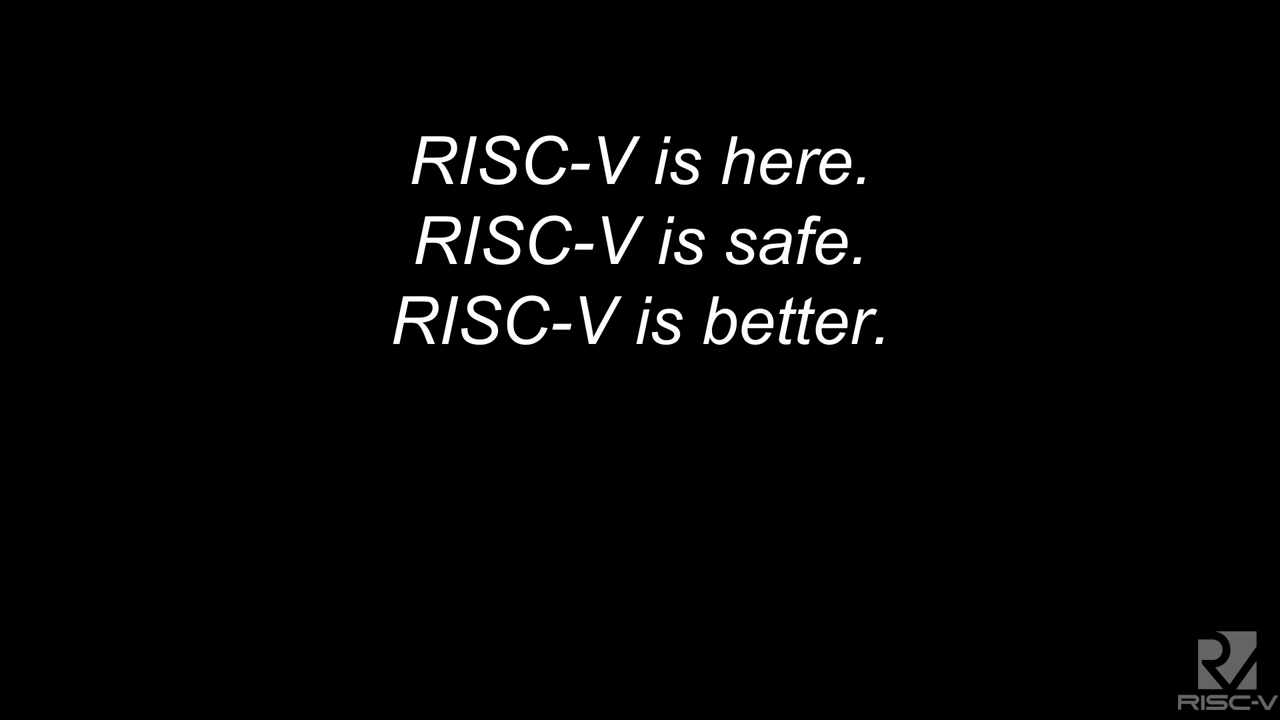 RISC-V is here.
RISC-V is safe.
RISC-V is better.
RISC-V